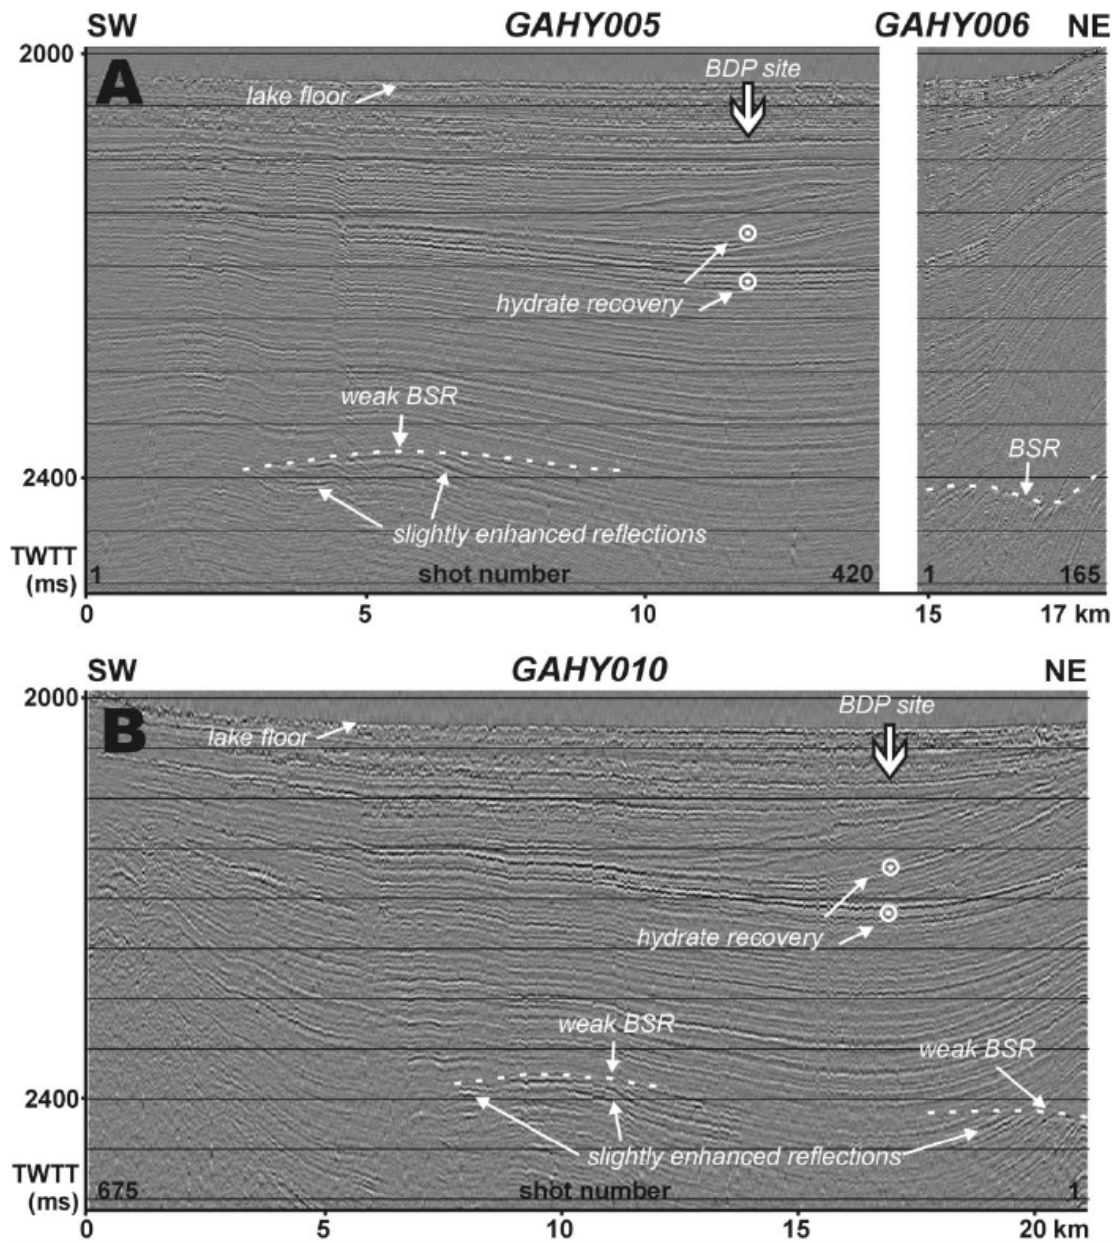 SW GAHY005 GAHY006 NE
2000
A
BDP site
lake floor
hydrate recovery
weak BSR
BSR
2400
slightly enhanced reflections
TWTT
(ms)
1 shot number 420 1 165
0 5 10 15 17 km
SW GAHY010 NE
2000
B
BDP site
lake floor
hydrate recovery
weak BSR
weak BSR
2400
slightly enhanced reflections
TWTT
(ms)
675 shot number 1
0 5 10 15 20 km